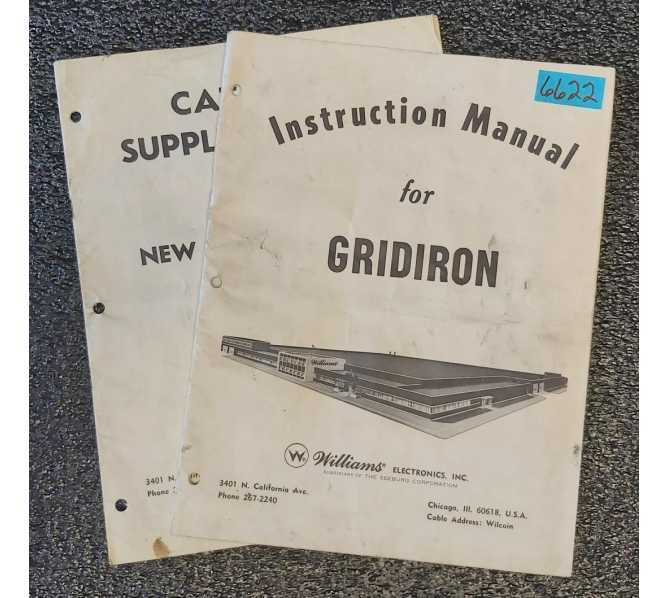 6622
Instruction Manual
for
GRIDIRON
Williams
W Williams® ELECTRONICS, INC.
SUBSIDIARY OF THE SEEBURG CORPORATION
3401 N. California Ave.
Phone 267-2240
Chicago, Ill. 60618, U.S.A.
Cable Address: Wilcoin
CA
SUPPL
NEW
3401 N.
Phone